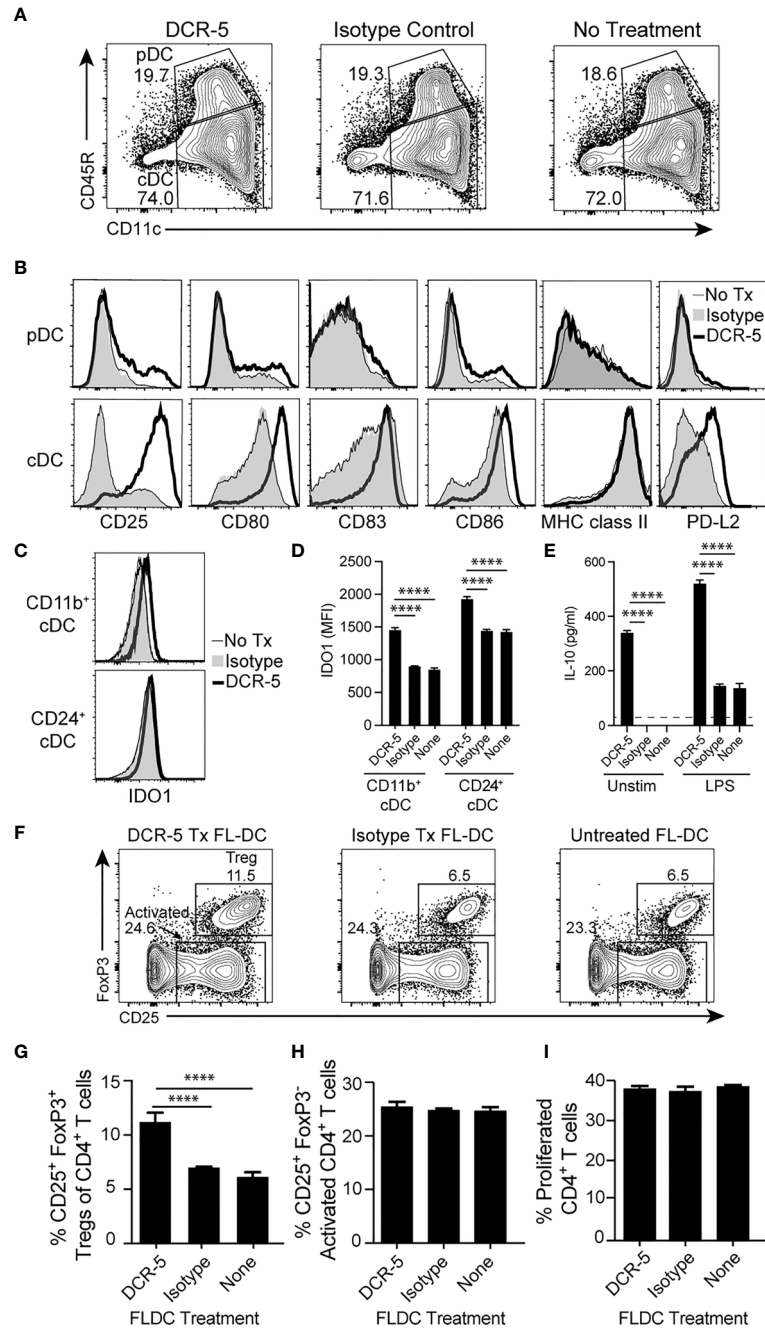 A
DCR-5
Isotype Control
No Treatment
pDC
19.7
19.3
18.6
cDC
74.0
71.6
72.0
CD45R
CD11c
B
pDC
No Tx
Isotype
DCR-5
cDC
CD25
CD80
CD83
CD86
MHC class II
PD-L2
C
CD11b+
cDC
No Tx
Isotype
DCR-5
CD24+
cDC
IDO1
D
IDO1 (MFI)
2500
2000
1500
1000
500
0
****
****
****
****
DCR-5
Isotype
None
DCR-5
Isotype
None
CD11b+
cDC
CD24+
cDC
E
IL-10 (pg/ml)
600
400
200
0
****
****
****
****
DCR-5
Isotype
None
DCR-5
Isotype
None
Unstim
LPS
F
DCR-5 Tx FL-DC
Isotype Tx FL-DC
Untreated FL-DC
Treg
11.5
6.5
6.5
Activated
24.6
24.3
23.3
FoxP3
CD25
G
% CD25+ FoxP3+
Tregs of CD4+ T cells
15
10
5
0
****
****
DCR-5
Isotype
None
FLDC Treatment
H
% CD25+ FoxP3-
Activated CD4+ T cells
30
20
10
0
DCR-5
Isotype
None
FLDC Treatment
I
% Proliferated
CD4+ T cells
40
30
20
10
0
DCR-5
Isotype
None
FLDC Treatment